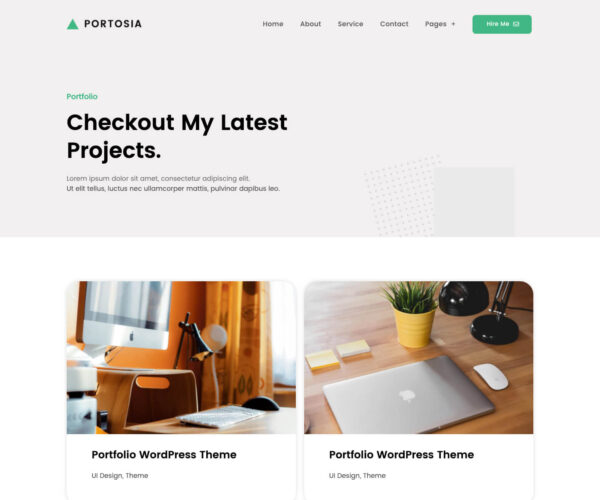 PORTOSIA
Home About Service Contact Pages + Hire Me
Portfolio
Checkout My Latest
Projects.
Lorem ipsum dolor sit amet, consectetur adipiscing elit.
Ut elit tellus, luctus nec ullamcorper mattis, pulvinar dapibus leo.
Portfolio WordPress Theme
UI Design, Theme
Portfolio WordPress Theme
UI Design, Theme